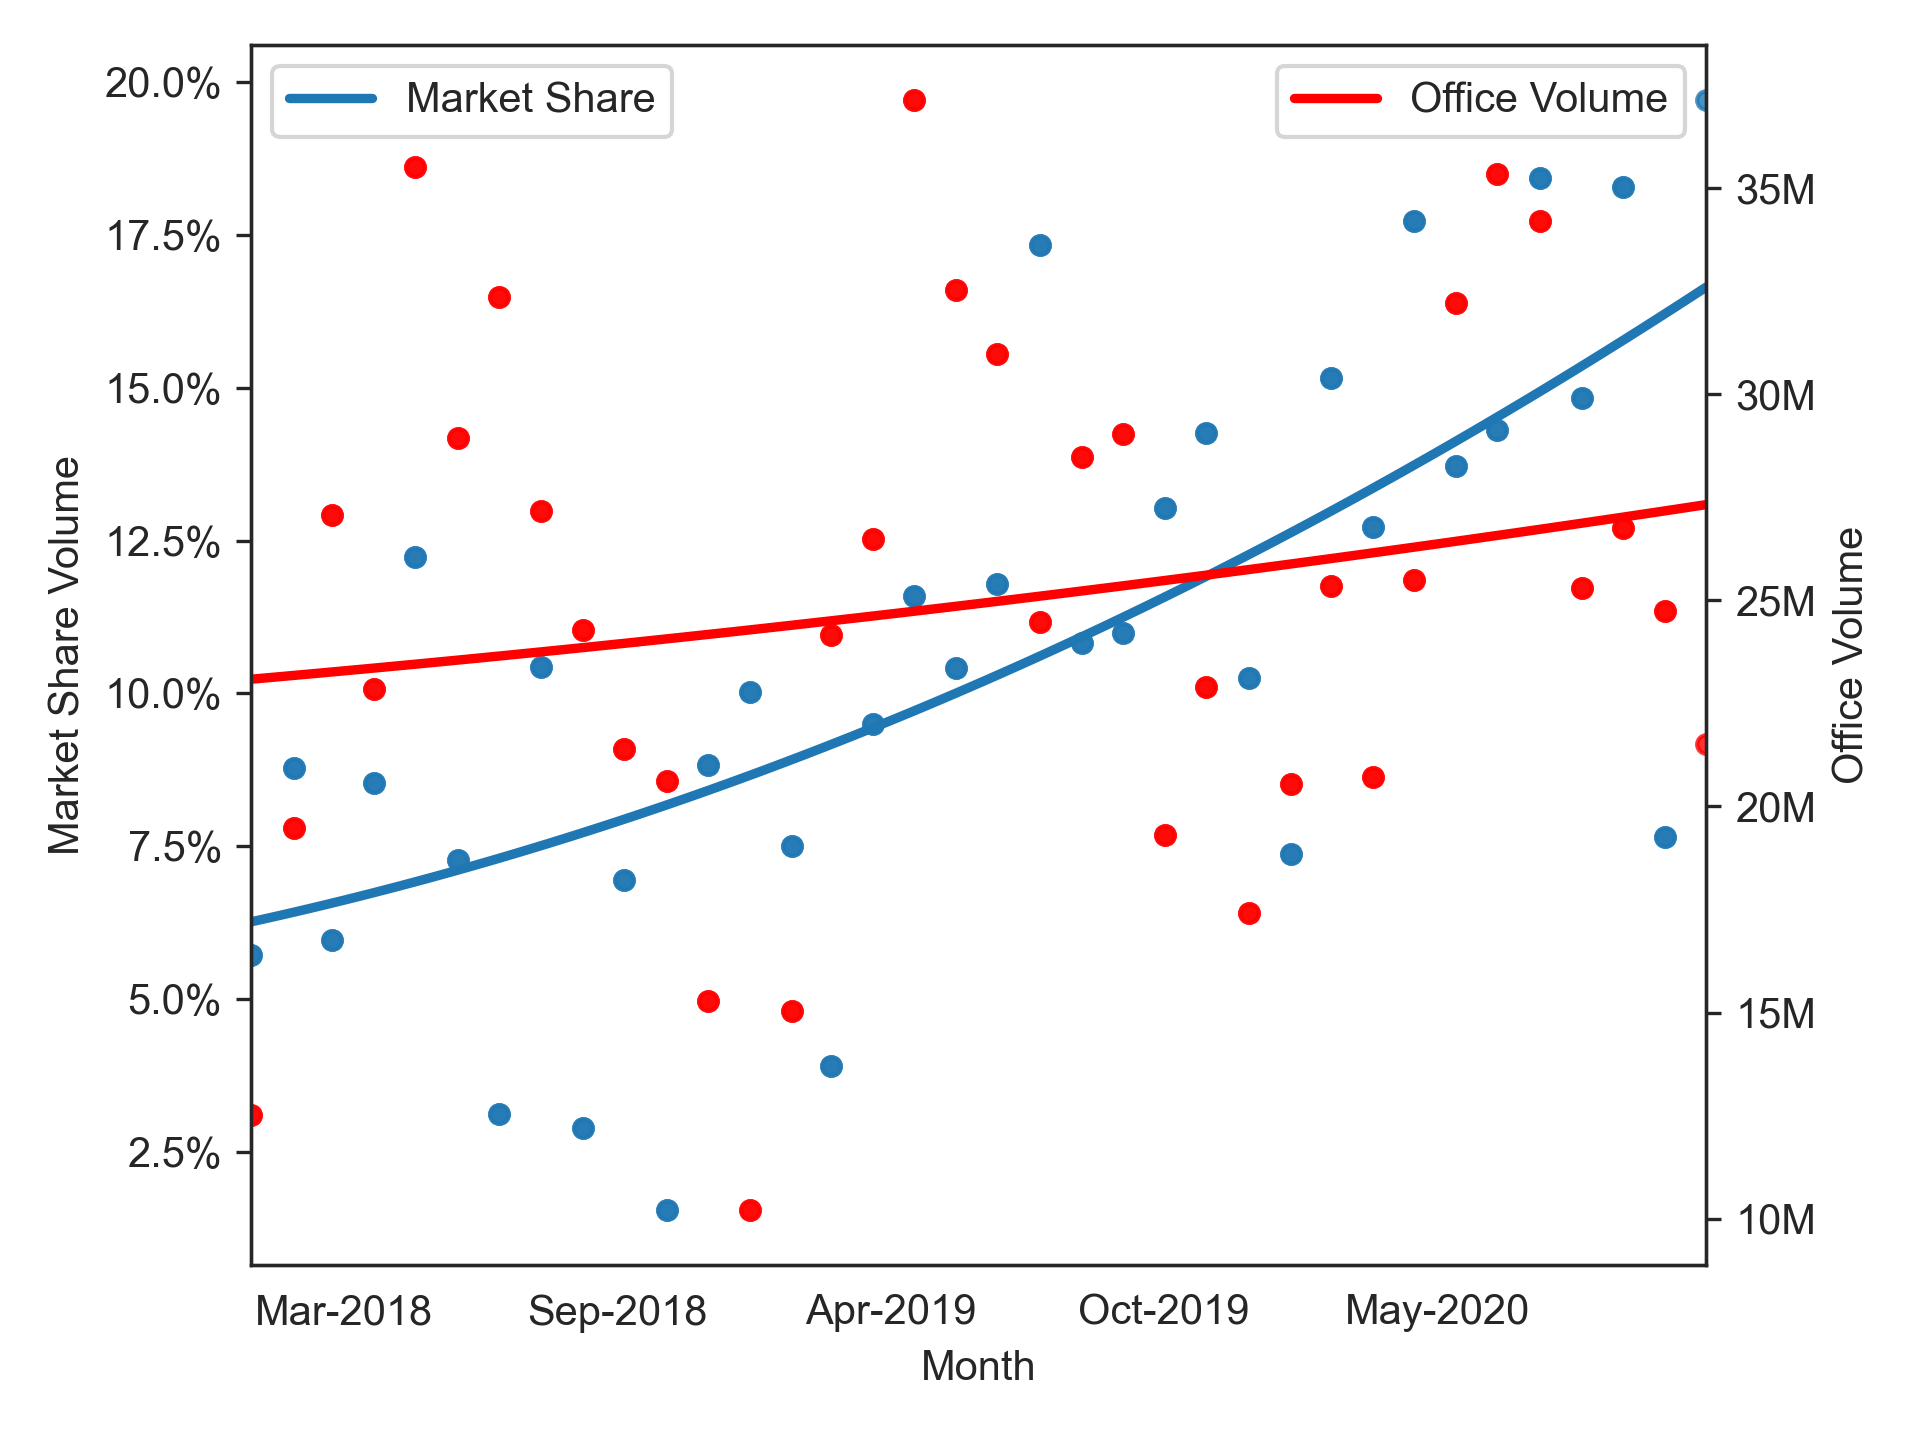 Market Share
Office Volume
20.0%
17.5%
15.0%
12.5%
10.0%
7.5%
5.0%
2.5%
Market Share Volume
35M
30M
25M
20M
15M
10M
Office Volume
Mar-2018
Sep-2018
Apr-2019
Oct-2019
May-2020
Month